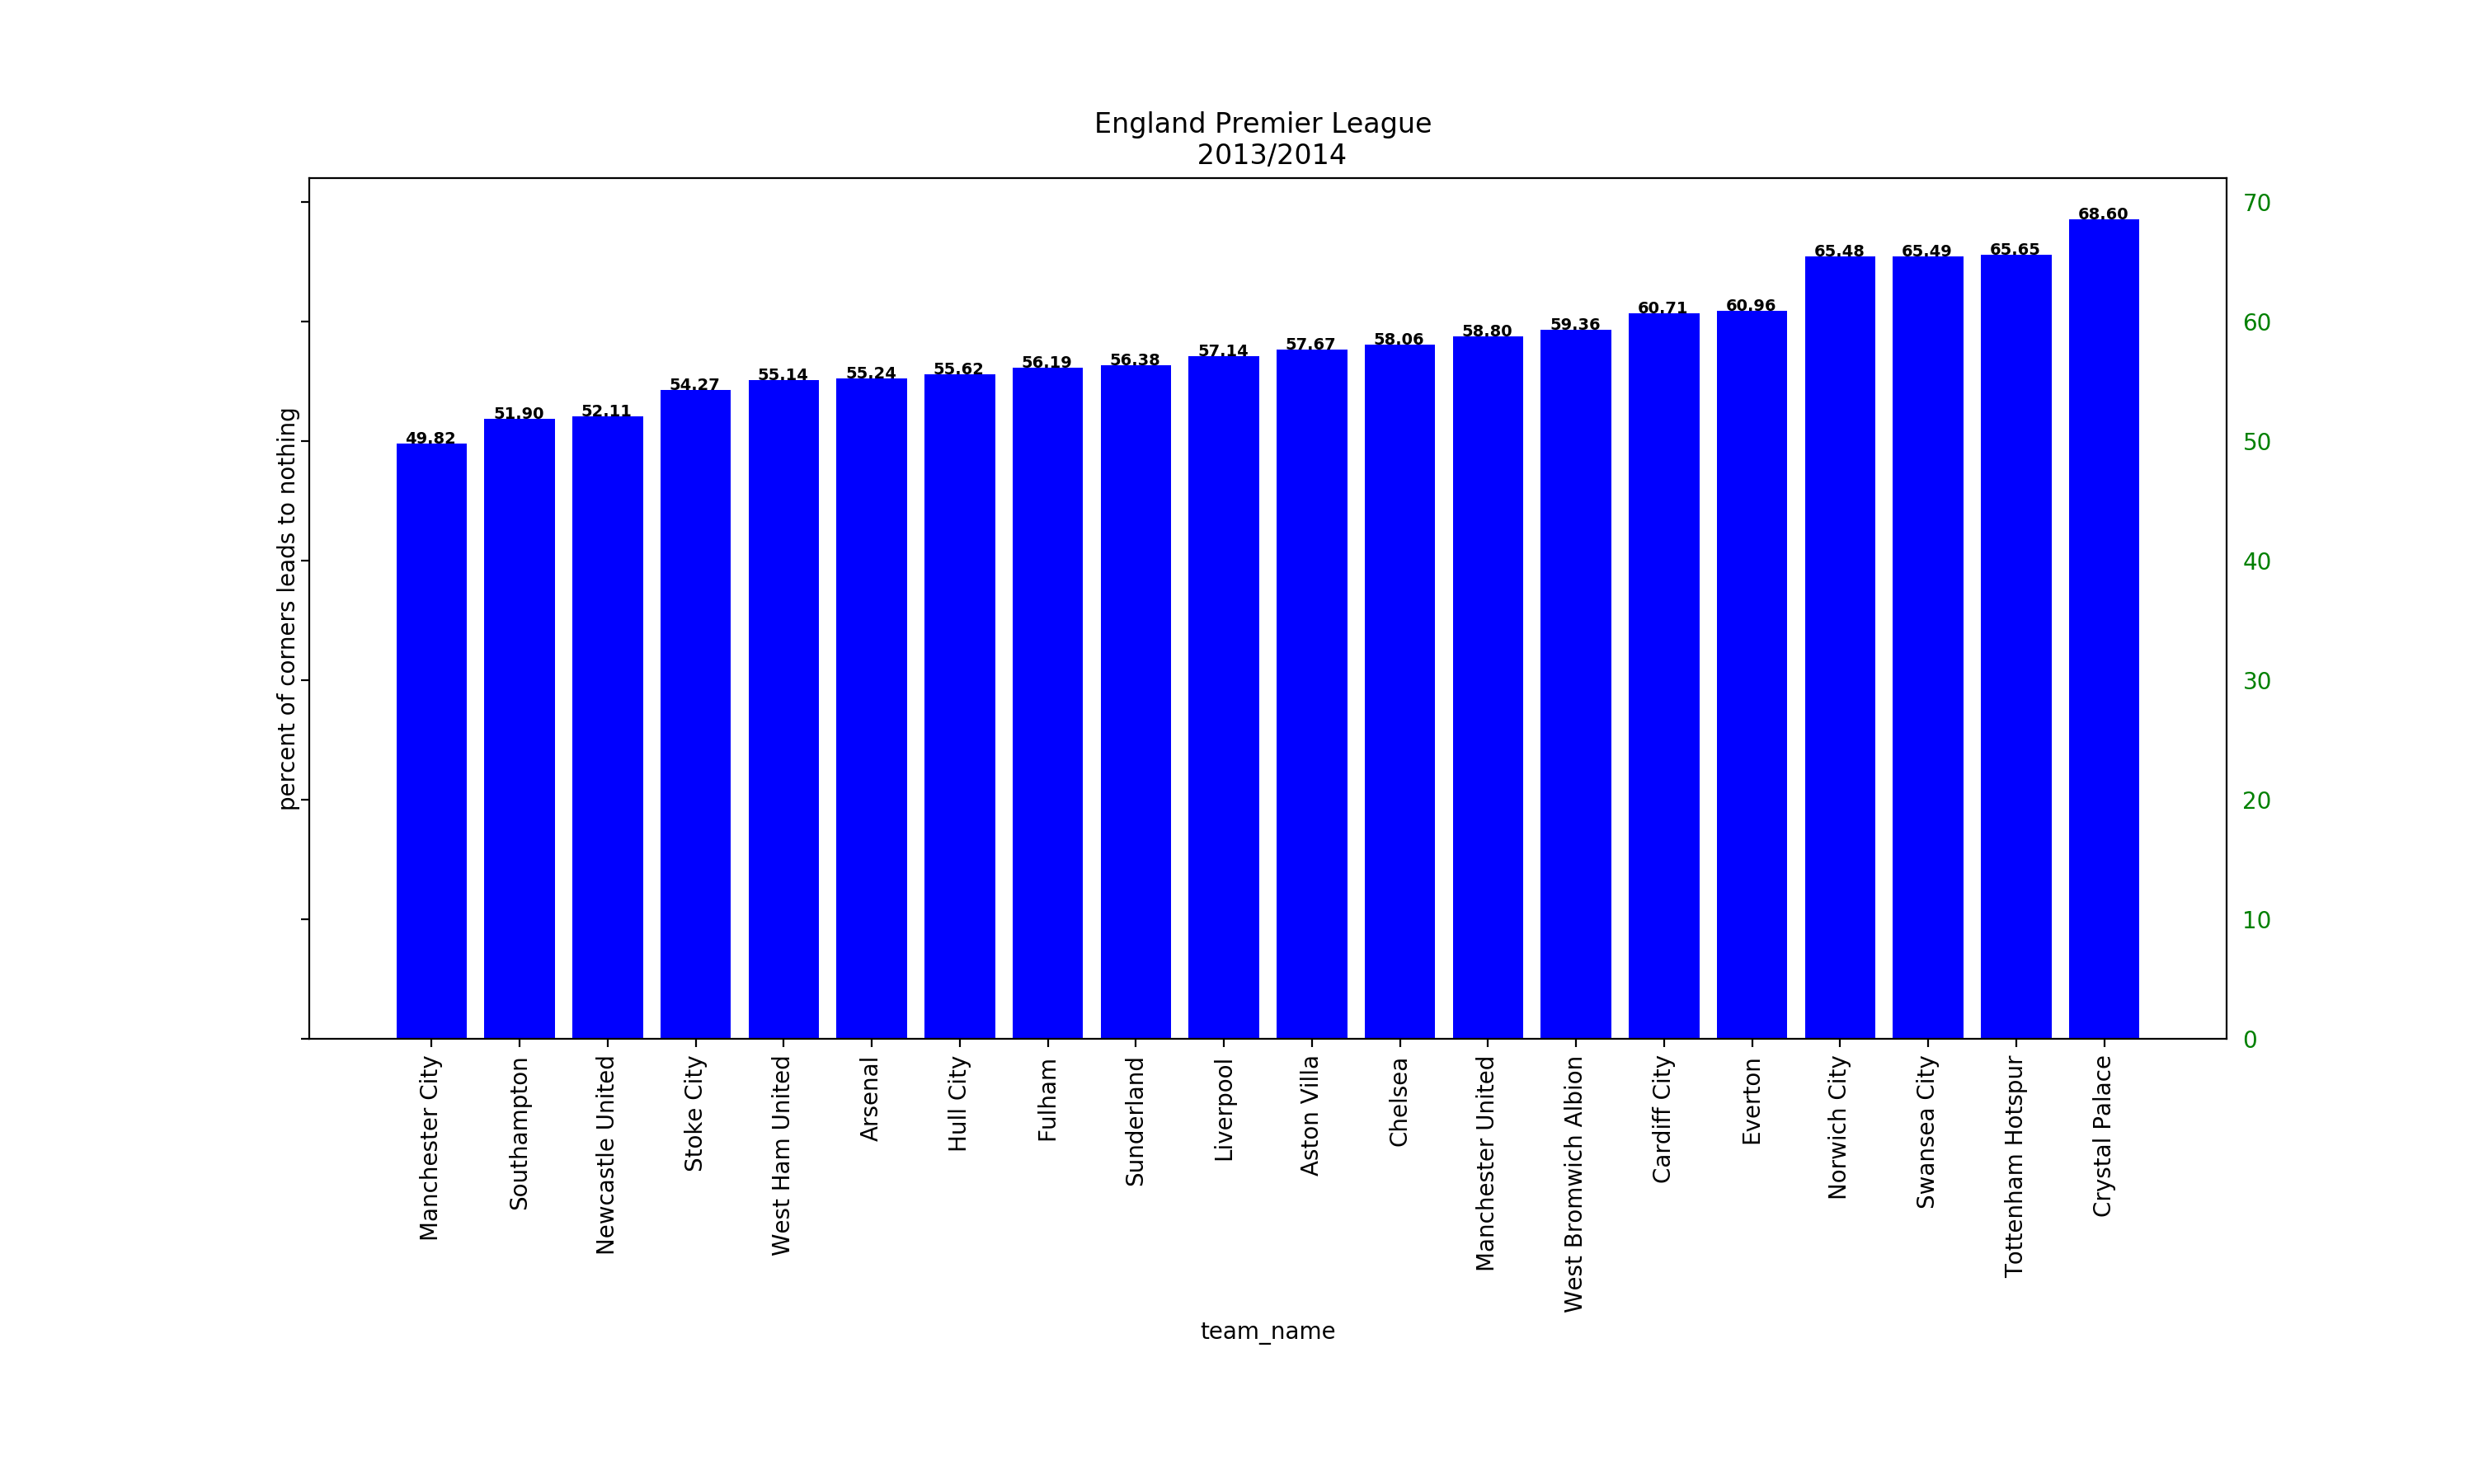 England Premier League
2013/2014
percent of corners leads to nothing
70
60
50
40
30
20
10
0
49.82
51.90
52.11
54.27
55.14
55.24
55.62
56.19
56.38
57.14
57.67
58.06
58.80
59.36
60.71
60.96
65.48
65.49
65.65
68.60
Manchester City
Southampton
Newcastle United
Stoke City
West Ham United
Arsenal
Hull City
Fulham
Sunderland
Liverpool
Aston Villa
Chelsea
Manchester United
West Bromwich Albion
Cardiff City
Everton
Norwich City
Swansea City
Tottenham Hotspur
Crystal Palace
team_name